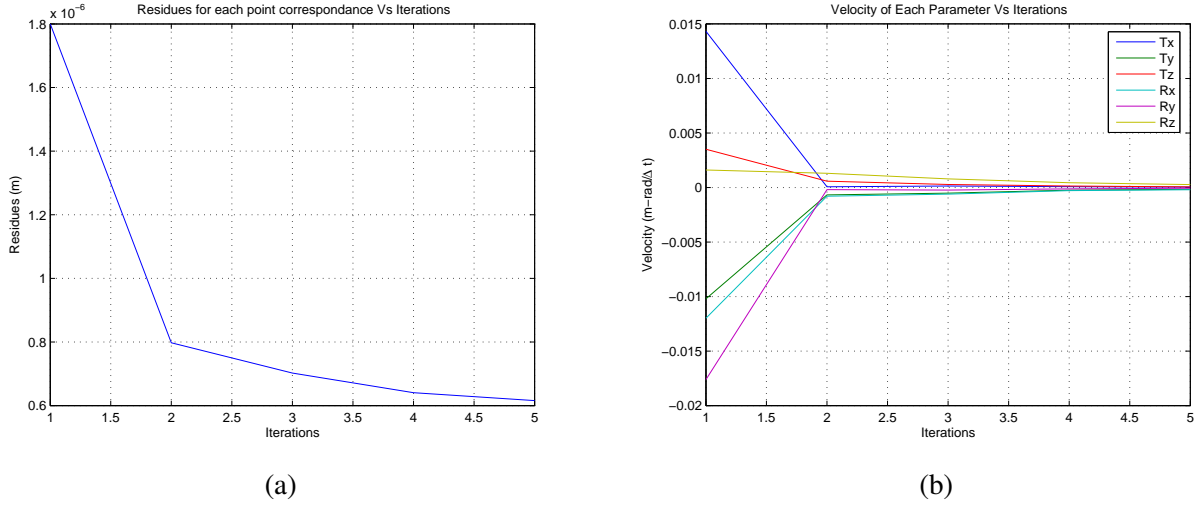 Residues for each point correspondance Vs Iterations
x 10⁻⁶
1.8
1.6
1.4
1.2
1
0.8
0.6
Residues (m)
1 1.5 2 2.5 3 3.5 4 4.5 5
Iterations
(a)
Velocity of Each Parameter Vs Iterations
0.015
0.01
0.005
0
−0.005
−0.01
−0.015
−0.02
Velocity (m−rad/Δ t)
Tx
Ty
Tz
Rx
Ry
Rz
1 1.5 2 2.5 3 3.5 4 4.5 5
Iterations
(b)